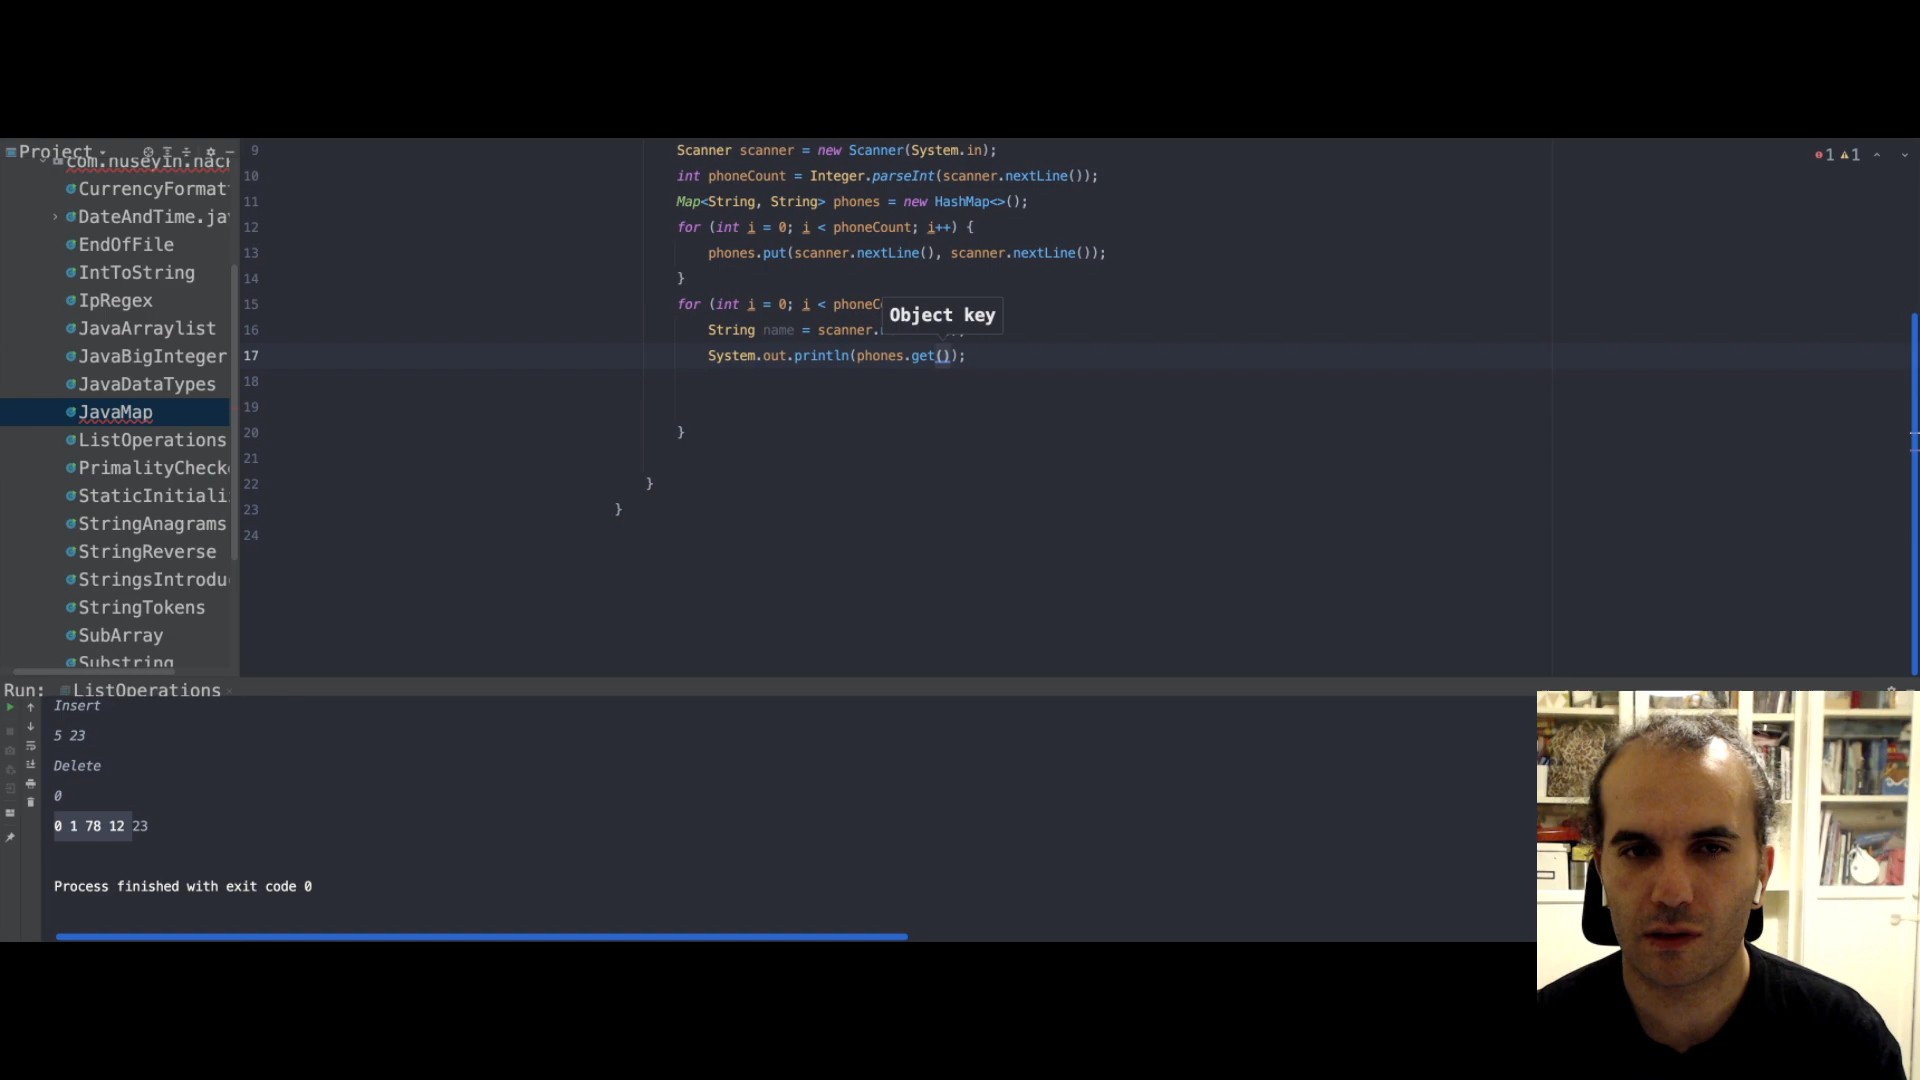 Project
com.huseyin.hack
CurrencyFormat
DateAndTime.ja
EndOfFile
IntToString
IpRegex
JavaArraylist
JavaBigInteger
JavaDataTypes
JavaMap
ListOperations
PrimalityCheck
StaticInitiali
StringAnagrams
StringReverse
StringsIntrodu
StringTokens
SubArray
Substring
9 Scanner scanner = new Scanner(System.in);
10 int phoneCount = Integer.parseInt(scanner.nextLine());
11 Map<String, String> phones = new HashMap<>();
12 for (int i = 0; i < phoneCount; i++) {
13 phones.put(scanner.nextLine(), scanner.nextLine());
14 }
15 for (int i = 0; i < phoneC
Object key
16 String name = scanner.
17 System.out.println(phones.get());
18
19
20 }
21
22 }
23 }
24
1 1
Run: ListOperations
Insert
5 23
Delete
0
0 1 78 12 23
Process finished with exit code 0